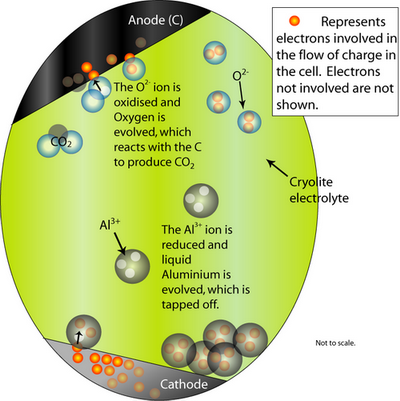 Anode (C)
Represents
electrons involved in
the flow of charge in
the cell. Electrons
not involved are not
shown.
O²⁻
The O²⁻ ion is
oxidised and
Oxygen is
evolved, which
reacts with the C
to produce CO₂
CO₂
Cryolite
electrolyte
Al³⁺
The Al³⁺ ion is
reduced and
liquid
Aluminium is
evolved, which is
tapped off.
Not to scale.
Cathode